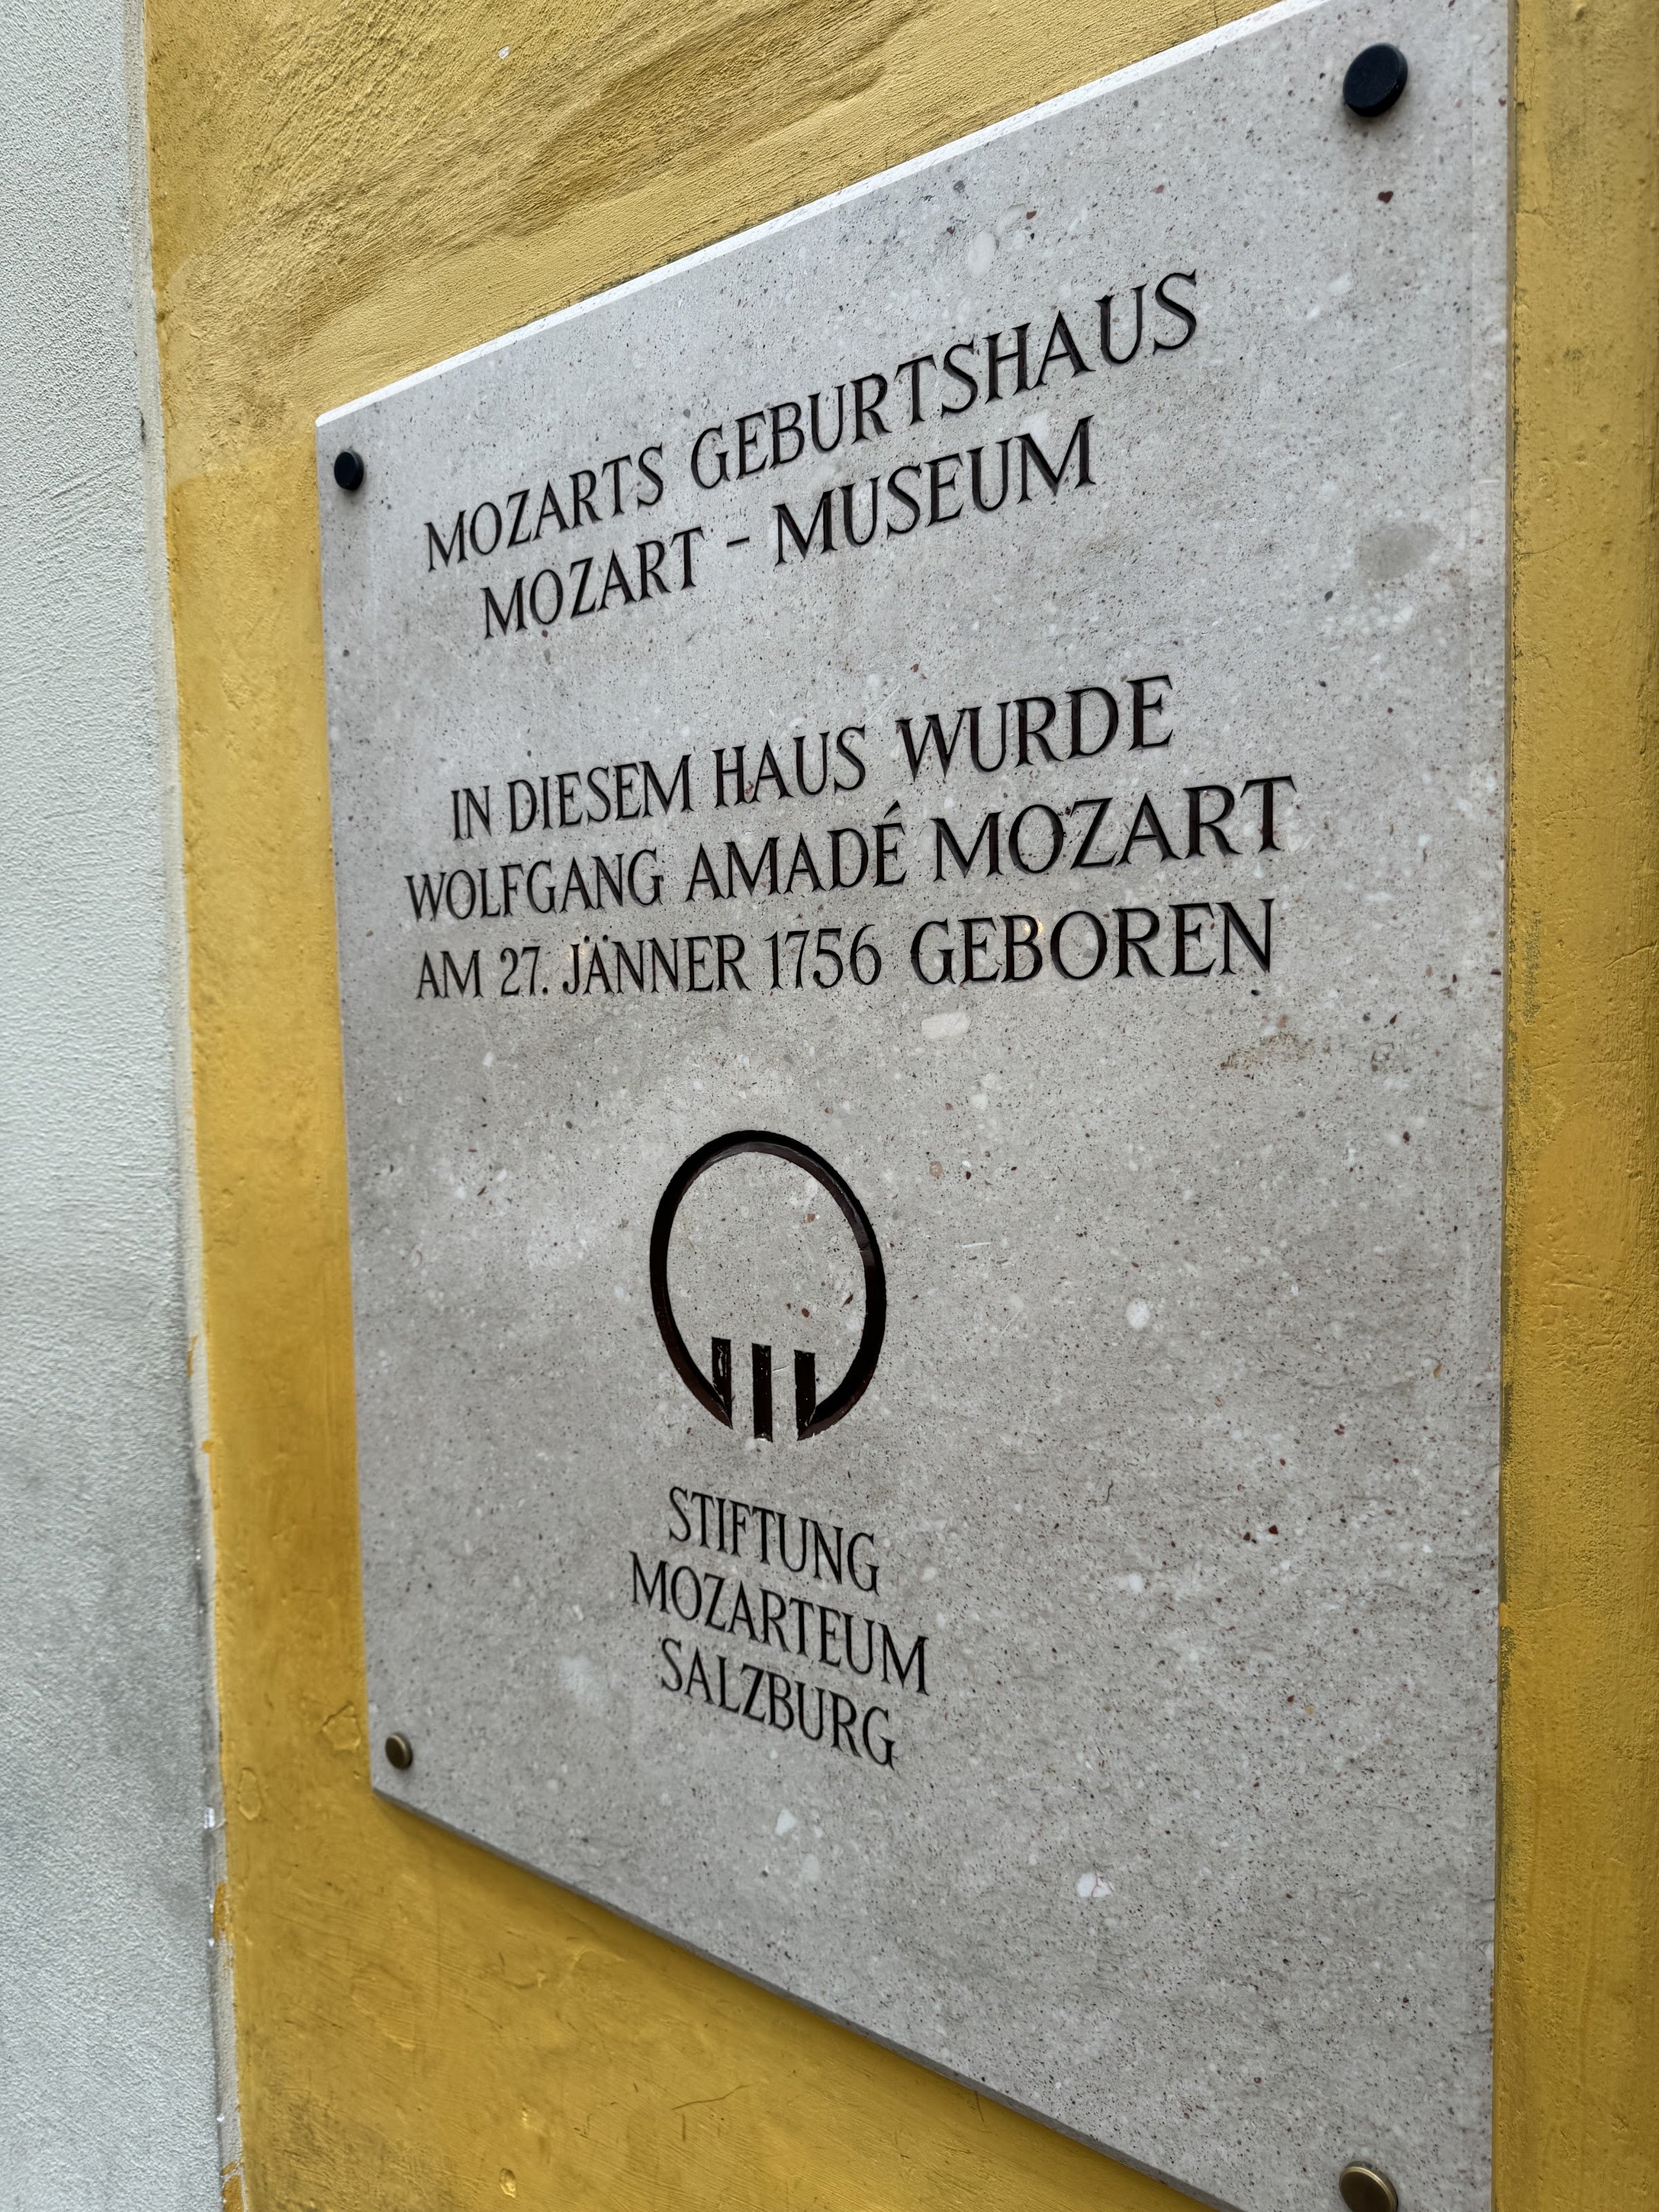 MOZARTS GEBURTSHAUS
MOZART - MUSEUM
IN DIESEM HAUS WURDE
WOLFGANG AMADÉ MOZART
AM 27. JÄNNER 1756 GEBOREN
STIFTUNG
MOZARTEUM
SALZBURG